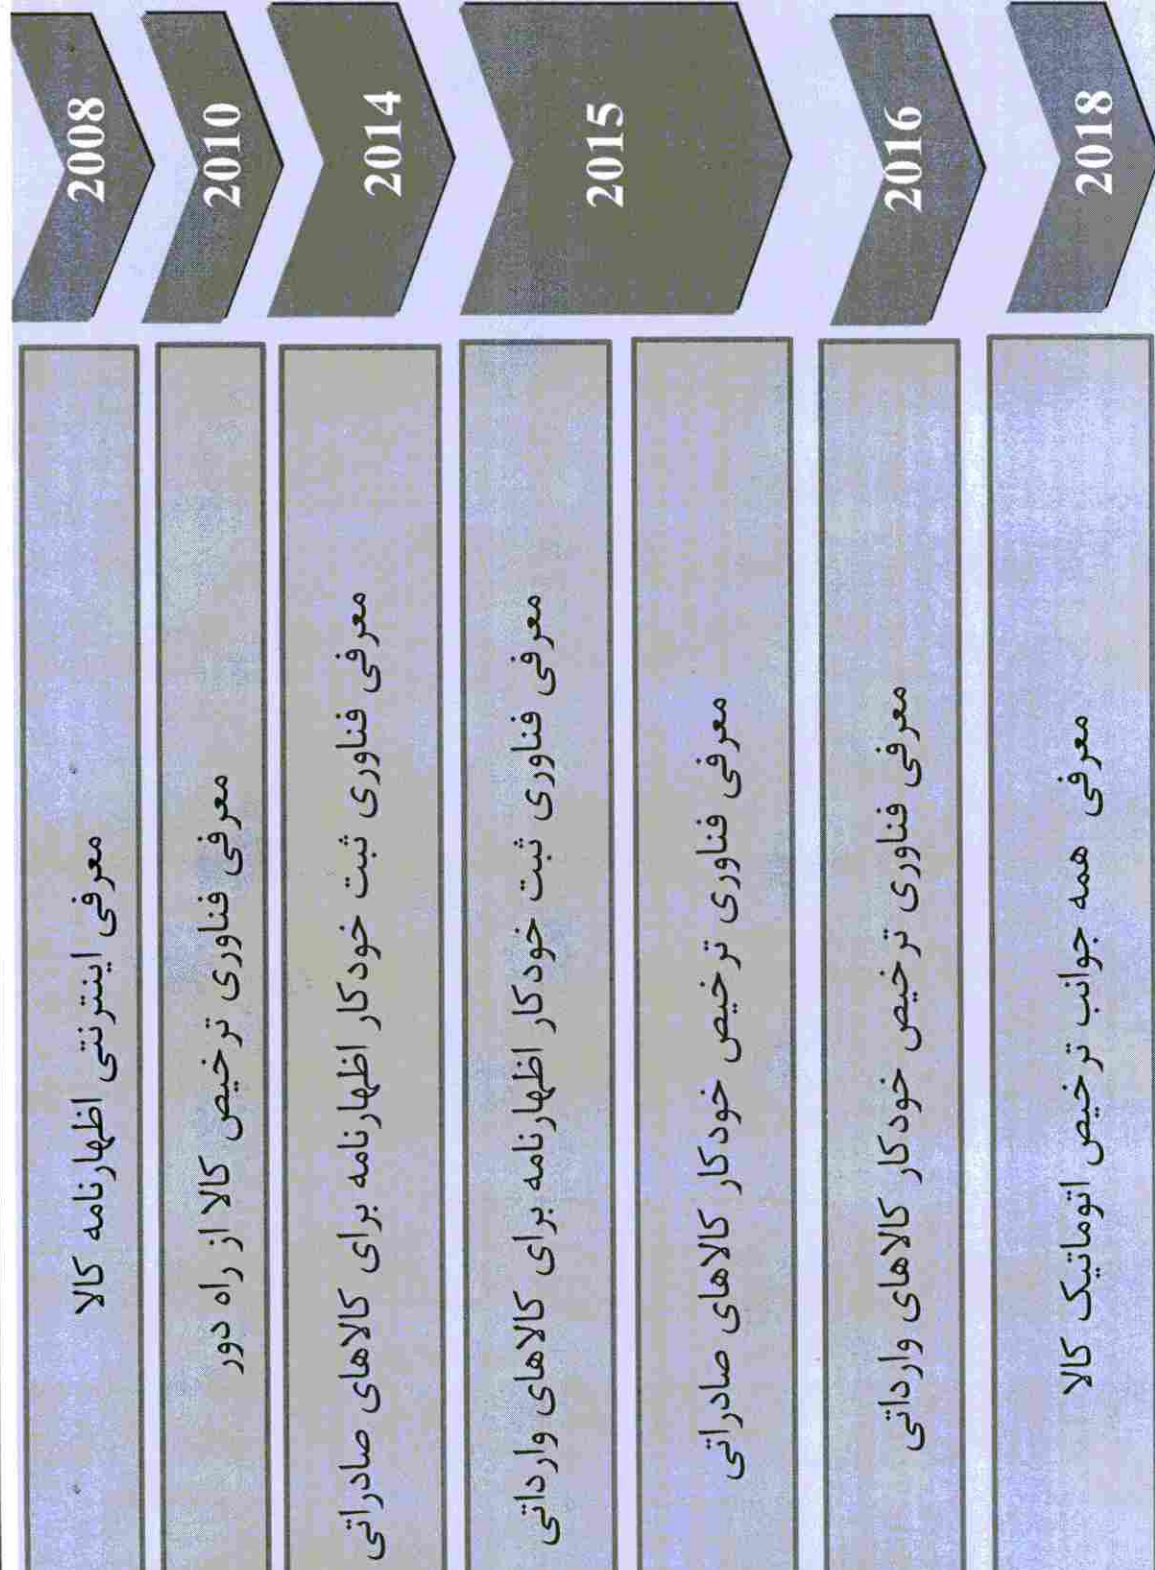 2008
معرفی اینترنتی اظهارنامه کالا
2010
معرفی فناوری ترخیص کالا از راه دور
2014
معرفی فناوری ثبت خودکار اظهارنامه برای کالاهای صادراتی
2015
معرفی فناوری ثبت خودکار اظهارنامه برای کالاهای وارداتی
معرفی فناوری ترخیص خودکار کالاهای صادراتی
2016
معرفی فناوری ترخیص خودکار کالاهای وارداتی
2018
معرفی همه جوانب ترخیص اتوماتیک کالا